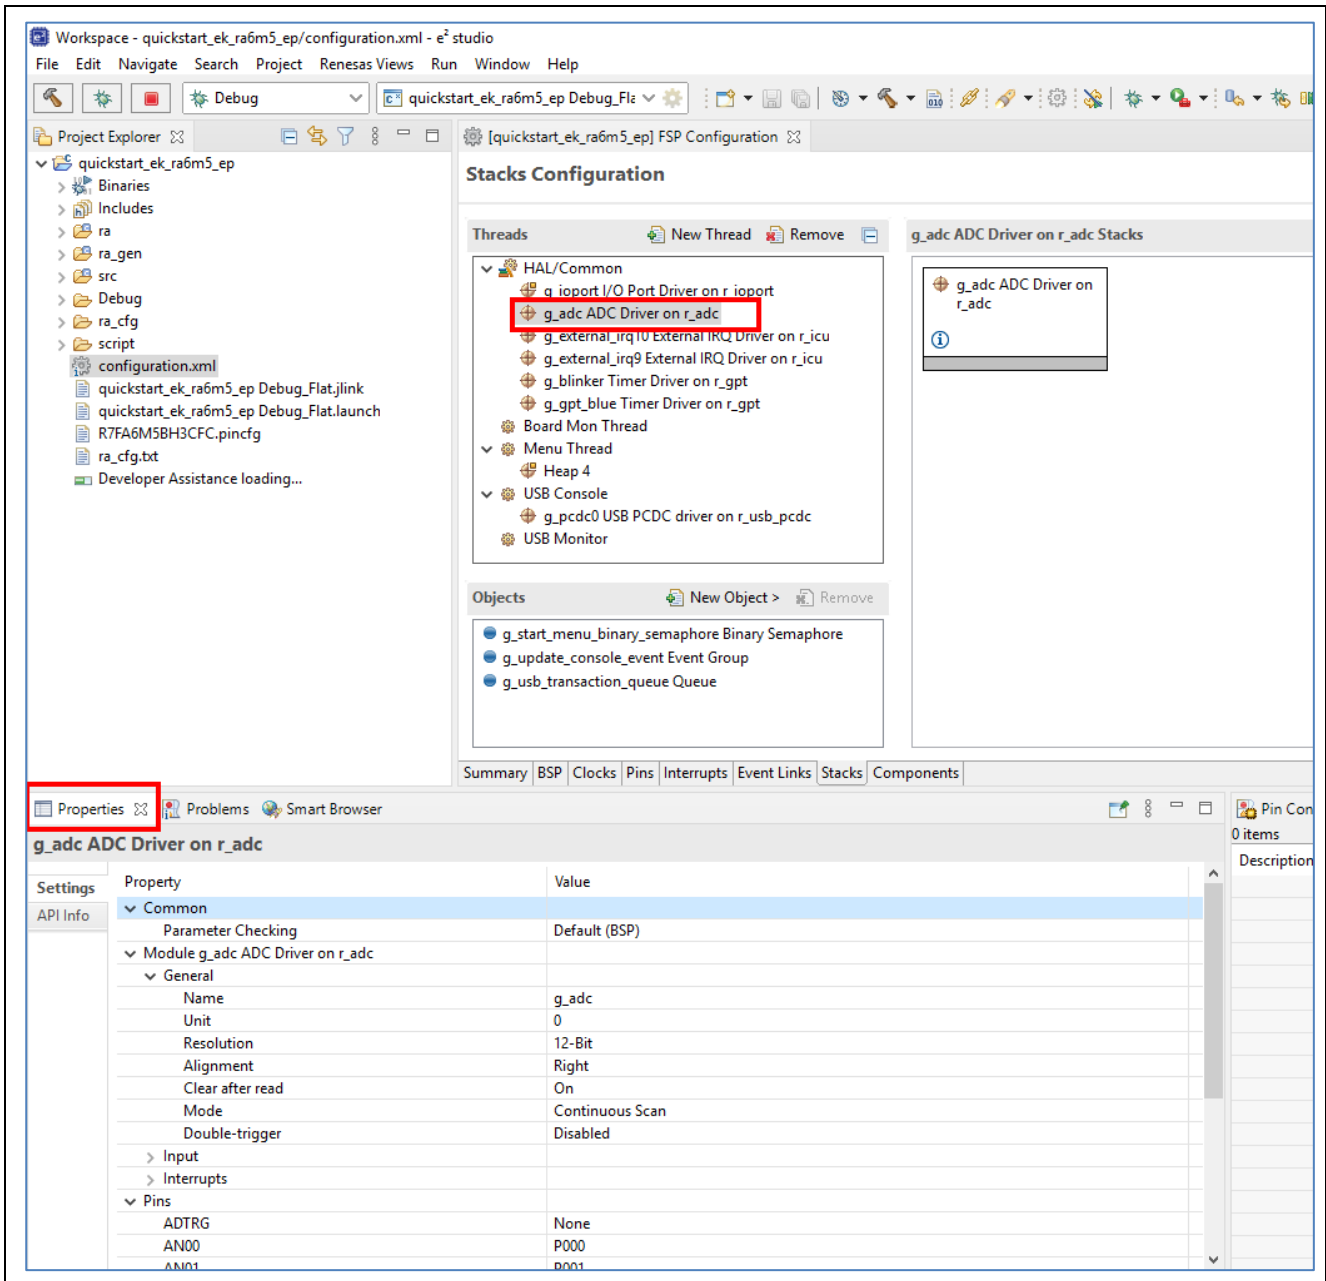 Workspace - quickstart_ek_ra6m5_ep/configuration.xml - e² studio
File Edit Navigate Search Project Renesas Views Run Window Help
Debug
quickstart_ek_ra6m5_ep Debug_Fla
Project Explorer
[quickstart_ek_ra6m5_ep] FSP Configuration
quickstart_ek_ra6m5_ep
Binaries
Includes
ra
ra_gen
src
Debug
ra_cfg
script
configuration.xml
quickstart_ek_ra6m5_ep Debug_Flat.jlink
quickstart_ek_ra6m5_ep Debug_Flat.launch
R7FA6M5BH3CFC.pincfg
ra_cfg.txt
Developer Assistance loading...
Stacks Configuration
Threads
New Thread
Remove
HAL/Common
g_ioport I/O Port Driver on r_ioport
g_adc ADC Driver on r_adc
g_external_irq10 External IRQ Driver on r_icu
g_external_irq9 External IRQ Driver on r_icu
g_blinker Timer Driver on r_gpt
g_gpt_blue Timer Driver on r_gpt
Board Mon Thread
Menu Thread
Heap 4
USB Console
g_pcdc0 USB PCDC driver on r_usb_pcdc
USB Monitor
g_adc ADC Driver on r_adc Stacks
g_adc ADC Driver on
r_adc
Objects
New Object >
Remove
g_start_menu_binary_semaphore Binary Semaphore
g_update_console_event Event Group
g_usb_transaction_queue Queue
Summary BSP Clocks Pins Interrupts Event Links Stacks Components
Properties
Problems
Smart Browser
g_adc ADC Driver on r_adc
Settings
API Info
Property Value
Common
Parameter Checking Default (BSP)
Module g_adc ADC Driver on r_adc
General
Name g_adc
Unit 0
Resolution 12-Bit
Alignment Right
Clear after read On
Mode Continuous Scan
Double-trigger Disabled
Input
Interrupts
Pins
ADTRG None
AN00 P000
AN01 P001
Pin Con
0 items
Description